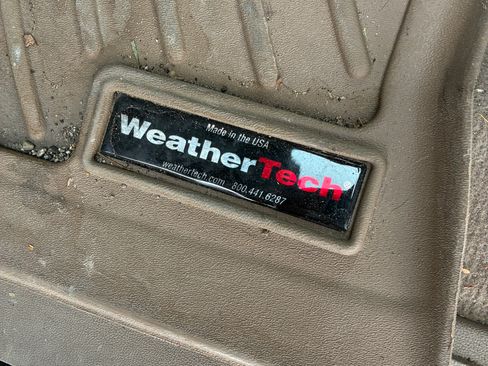 Made in the USA
WeatherTech
weathertech.com 800.441.6287